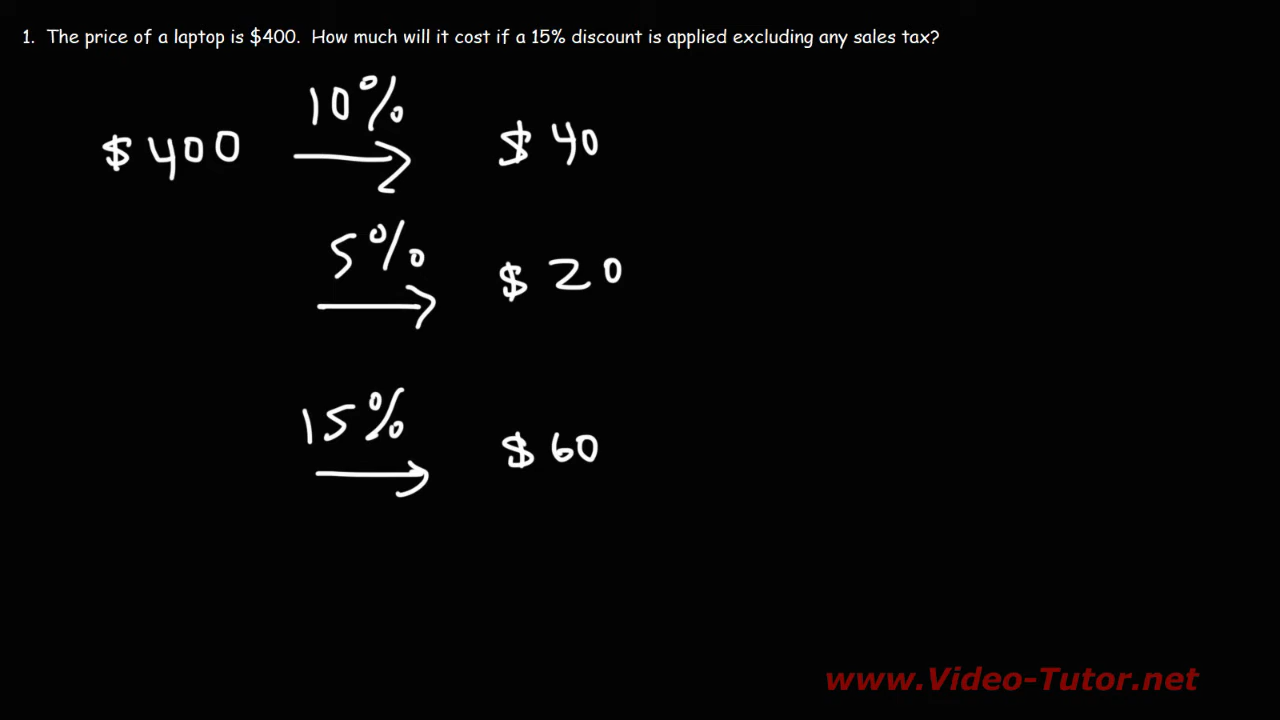 1. The price of a laptop is $400. How much will it cost if a 15% discount is applied excluding any sales tax?
$400 10% $40
5% $20
15% $60
www.Video-Tutor.net